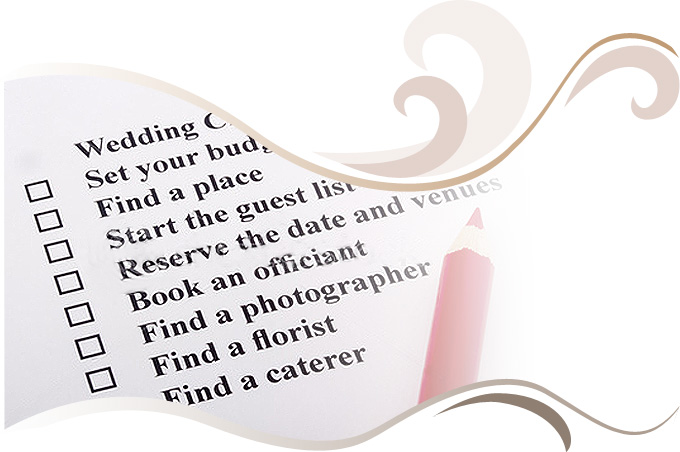 Wedding C
Set your budg
Find a place
Start the guest list
Reserve the date and venues
Book an officiant
Find a photographer
Find a florist
Find a caterer